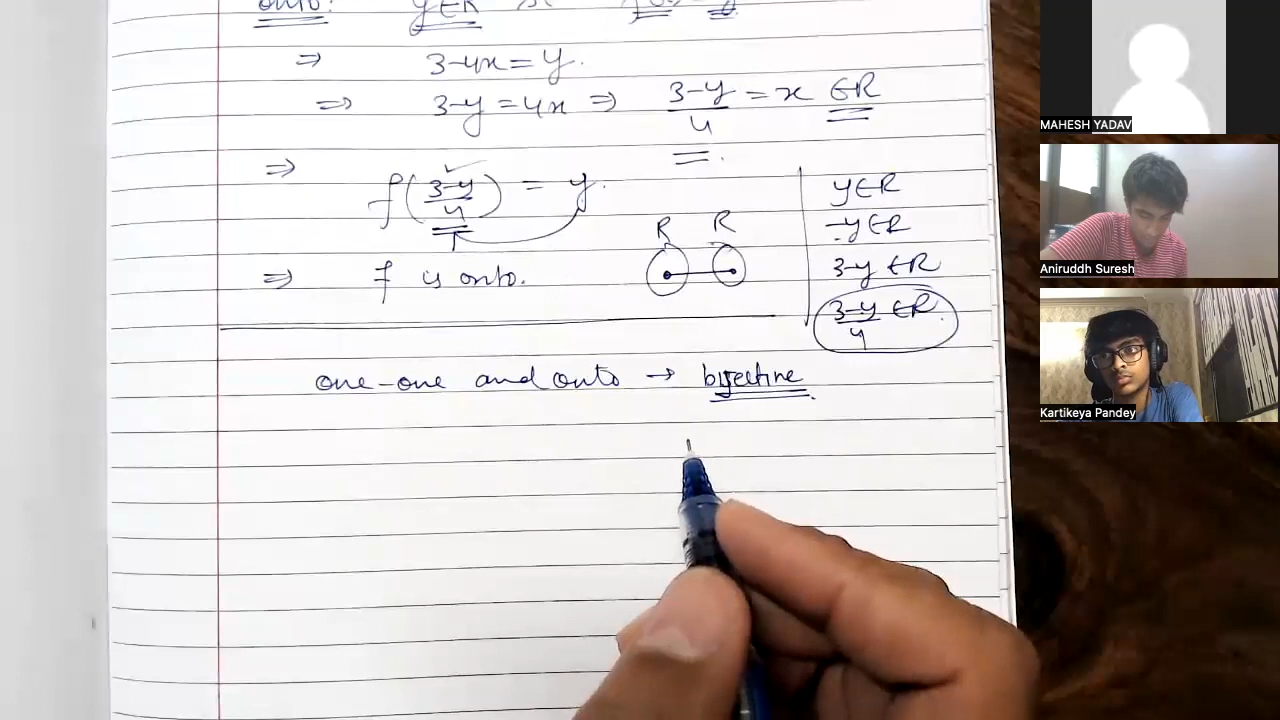 onto: y∈R
⇒ 3-4x = y.
⇒ 3-y = 4x ⇒ 3-y/4 = x ∈R
⇒ f(3-y/4) = y.
R R
⇒ f is onto.
y∈R
-y∈R
3-y ∈R
3-y/4 ∈R.
one-one and onto → bijective.
MAHESH YADAV
Aniruddh Suresh
Kartikeya Pandey